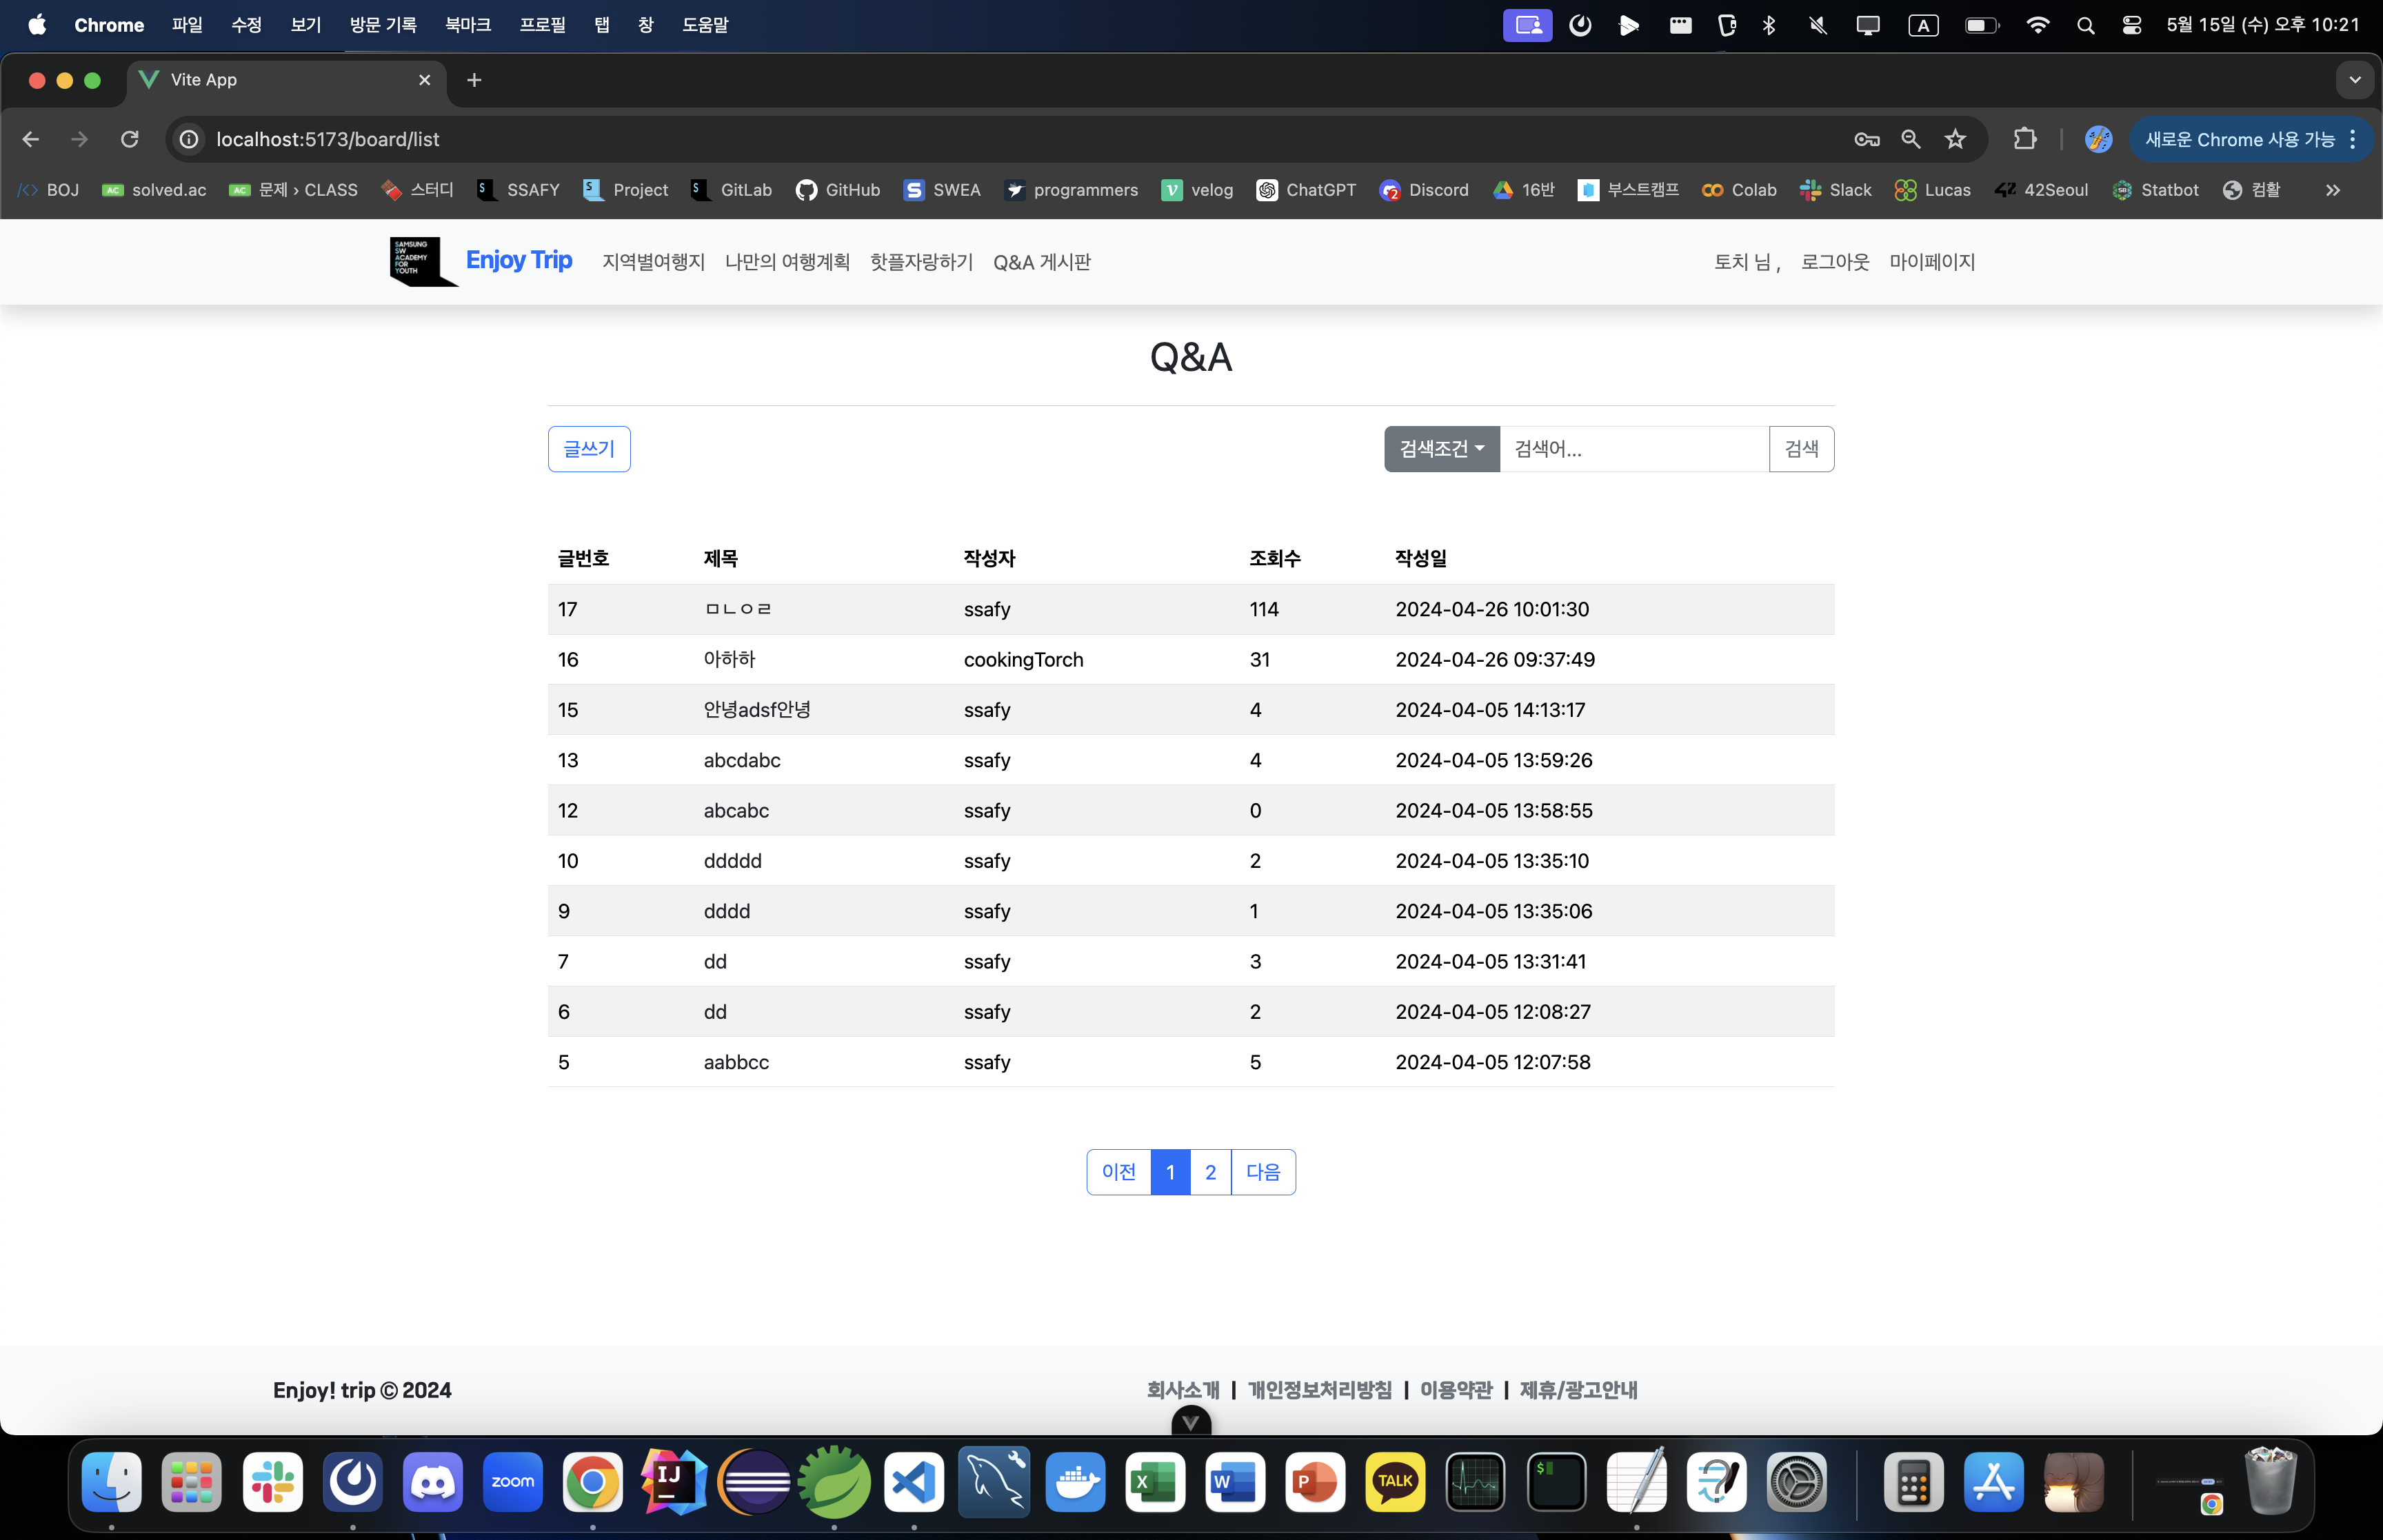 Chrome 파일 수정 보기 방문 기록 북마크 프로필 탭 창 도움말 A 5월 15일 (수) 오후 10:21
Vite App
localhost:5173/board/list 새로운 Chrome 사용 가능
BOJ solved.ac 문제 › CLASS 스터디 SSAFY Project GitLab GitHub SWEA programmers velog ChatGPT Discord 16반 부스트캠프 Colab Slack Lucas 42Seoul Statbot 컴활
SAMSUNG
SW
ACADEMY
FOR
YOUTH
Enjoy Trip 지역별여행지 나만의 여행계획 핫플자랑하기 Q&A 게시판 토치 님 , 로그아웃 마이페이지
Q&A
글쓰기 검색조건 검색어... 검색
글번호 제목 작성자 조회수 작성일
17 ㅁㄴㅇㄹ ssafy 114 2024-04-26 10:01:30
16 아하하 cookingTorch 31 2024-04-26 09:37:49
15 안녕adsf안녕 ssafy 4 2024-04-05 14:13:17
13 abcdabc ssafy 4 2024-04-05 13:59:26
12 abcabc ssafy 0 2024-04-05 13:58:55
10 ddddd ssafy 2 2024-04-05 13:35:10
9 dddd ssafy 1 2024-04-05 13:35:06
7 dd ssafy 3 2024-04-05 13:31:41
6 dd ssafy 2 2024-04-05 12:08:27
5 aabbcc ssafy 5 2024-04-05 12:07:58
이전 1 2 다음
Enjoy! trip © 2024 회사소개 | 개인정보처리방침 | 이용약관 | 제휴/광고안내
zoom IJ X W P TALK $